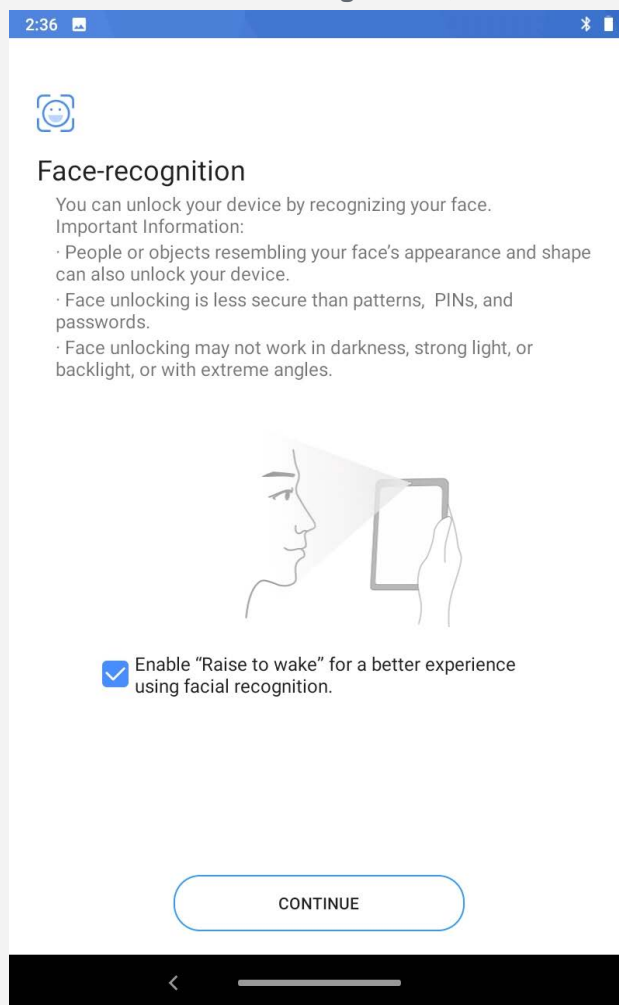 2:36
Face-recognition
You can unlock your device by recognizing your face.
Important Information:
· People or objects resembling your face's appearance and shape
can also unlock your device.
· Face unlocking is less secure than patterns,  PINs, and
passwords.
· Face unlocking may not work in darkness, strong light, or
backlight, or with extreme angles.
Enable “Raise to wake” for a better experience
using facial recognition.
CONTINUE